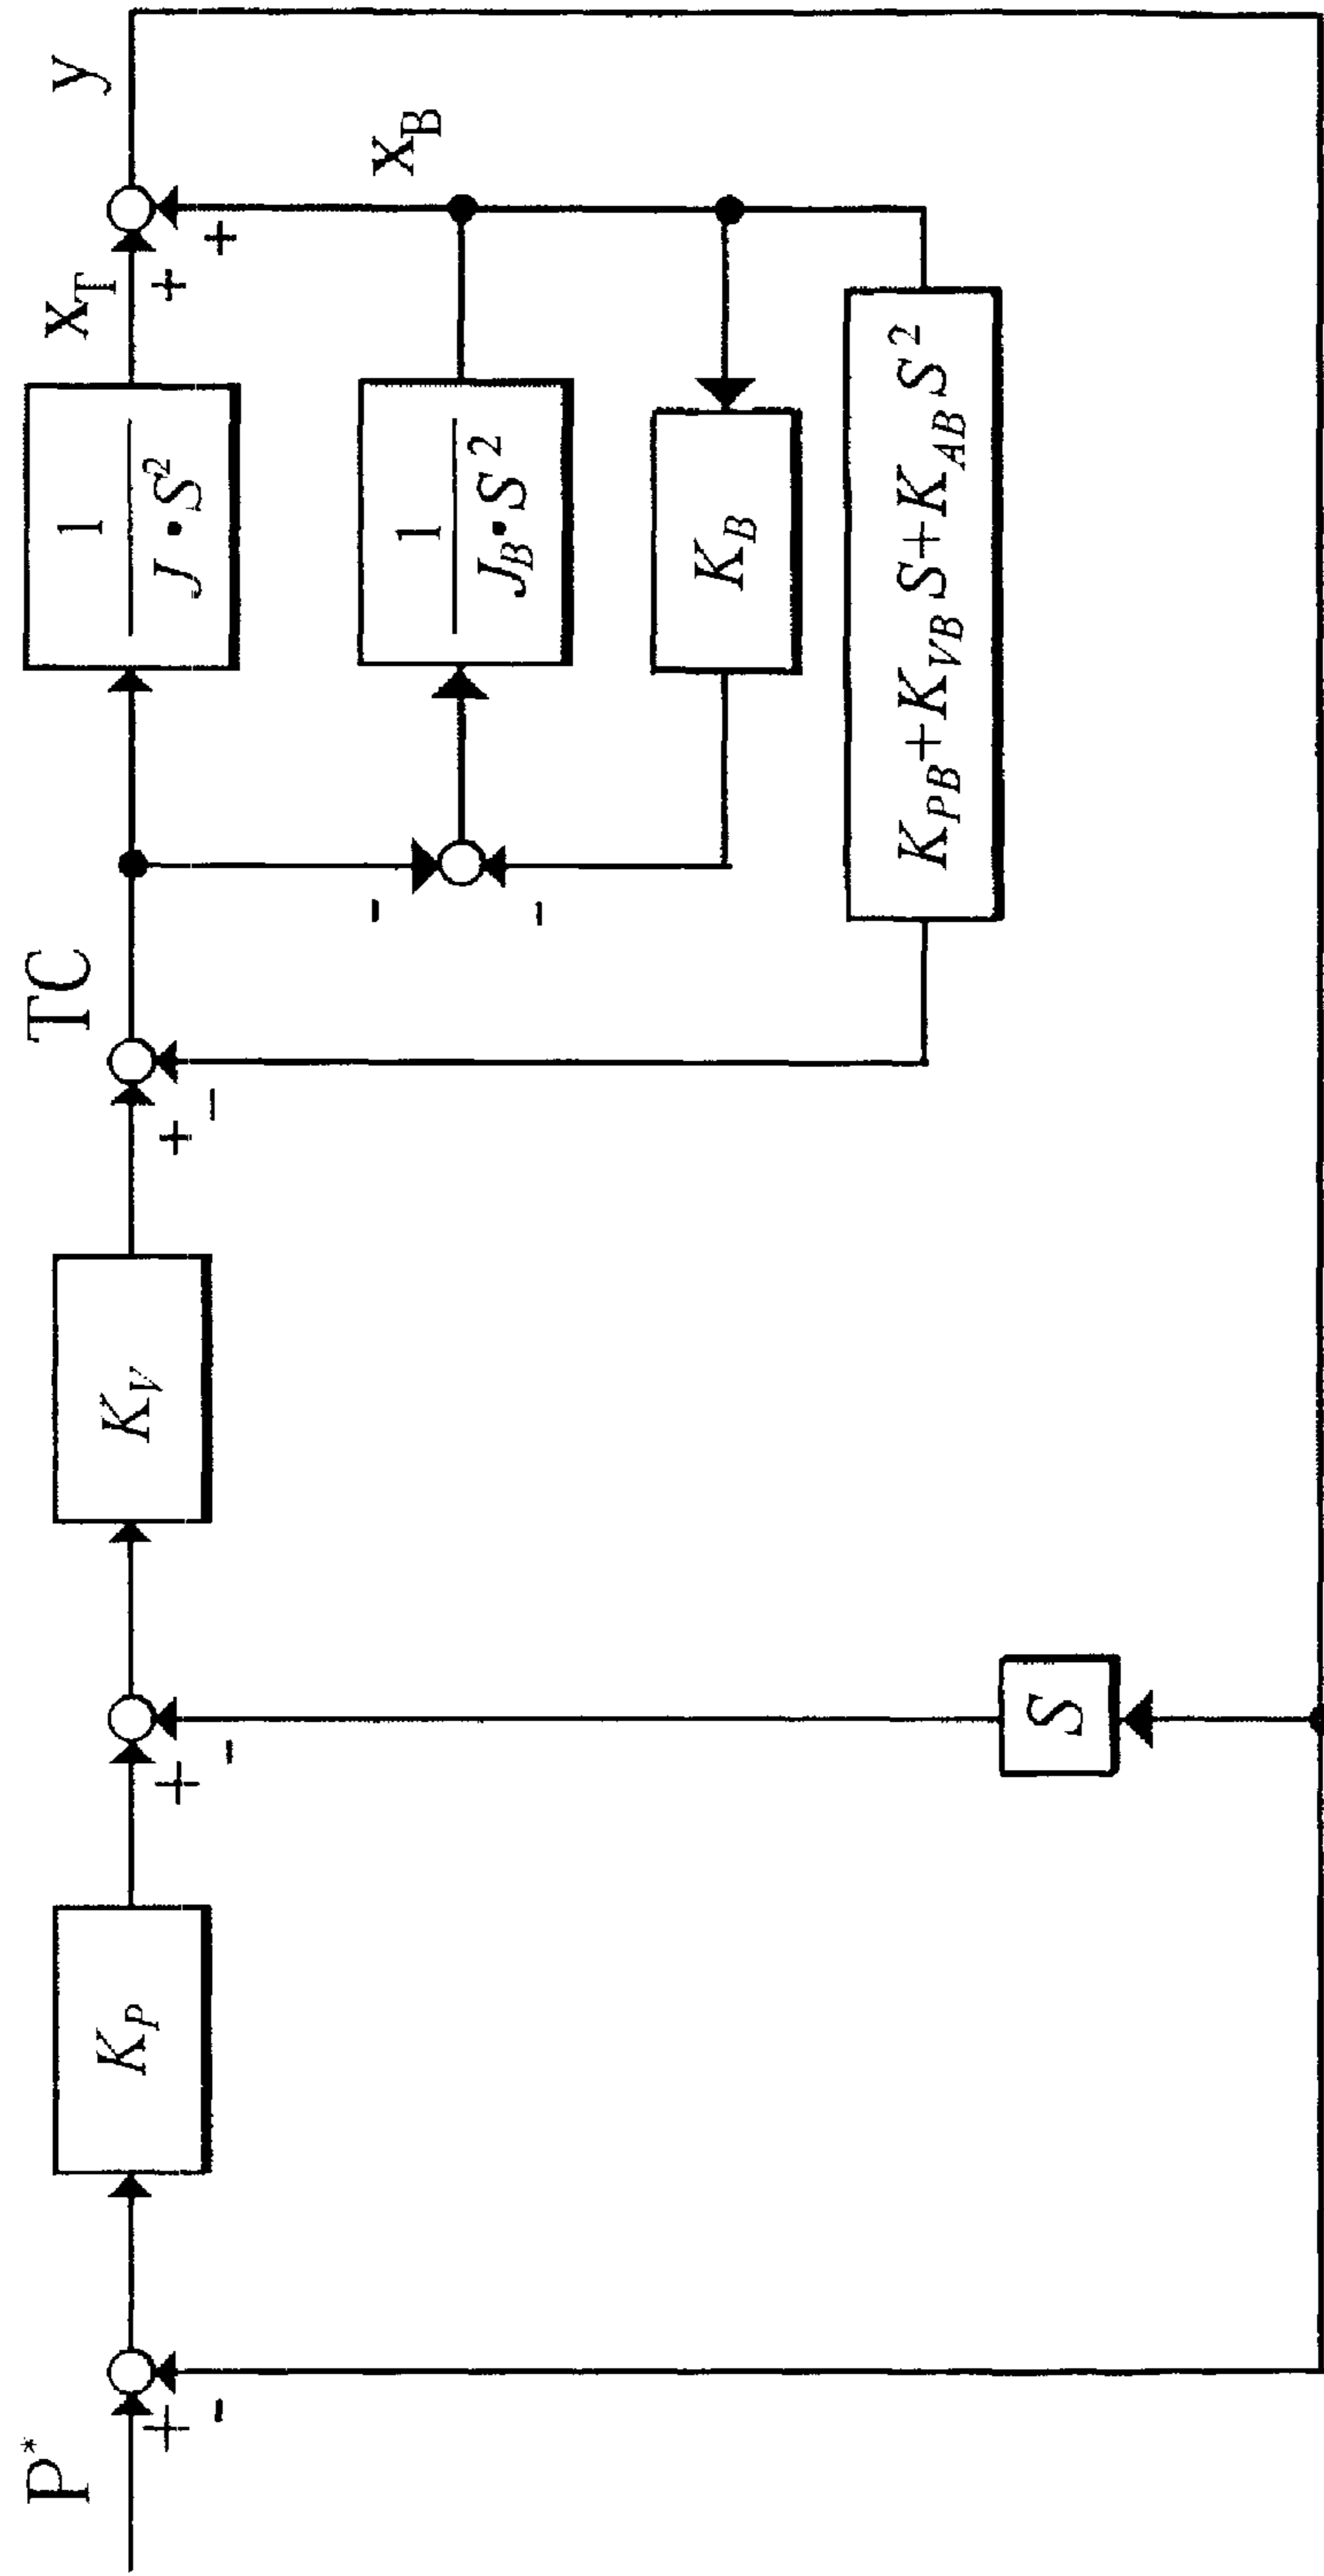 P*
+
-
K_P
+
-
K_V
+
-
TC
1
J·S²
x_T
+
+
y
-
-
1
J_B·S²
x_B
K_B
K_PB+K_VB S+K_AB S²
S